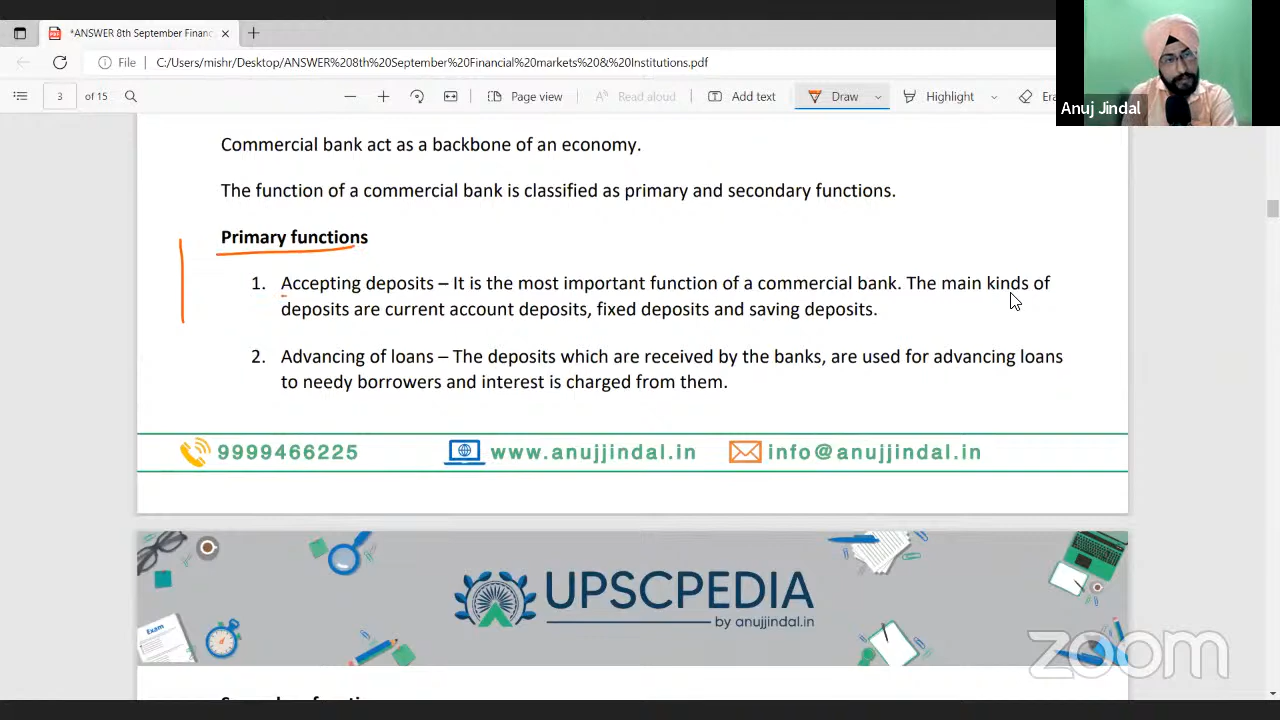 *ANSWER 8th September Financ
File
C:/Users/mishr/Desktop/ANSWER%208th%20September%20Financial%20markets%20&%20Institutions.pdf
3 of 15
Page view
Read aloud
Add text
Draw
Highlight
Era
Anuj Jindal
Commercial bank act as a backbone of an economy.
The function of a commercial bank is classified as primary and secondary functions.
Primary functions
1. Accepting deposits – It is the most important function of a commercial bank. The main kinds of
deposits are current account deposits, fixed deposits and saving deposits.
2. Advancing of loans – The deposits which are received by the banks, are used for advancing loans
to needy borrowers and interest is charged from them.
9999466225 www.anujjindal.in info@anujjindal.in
Exam
UPSCPEDIA
by anujjindal.in
zoom